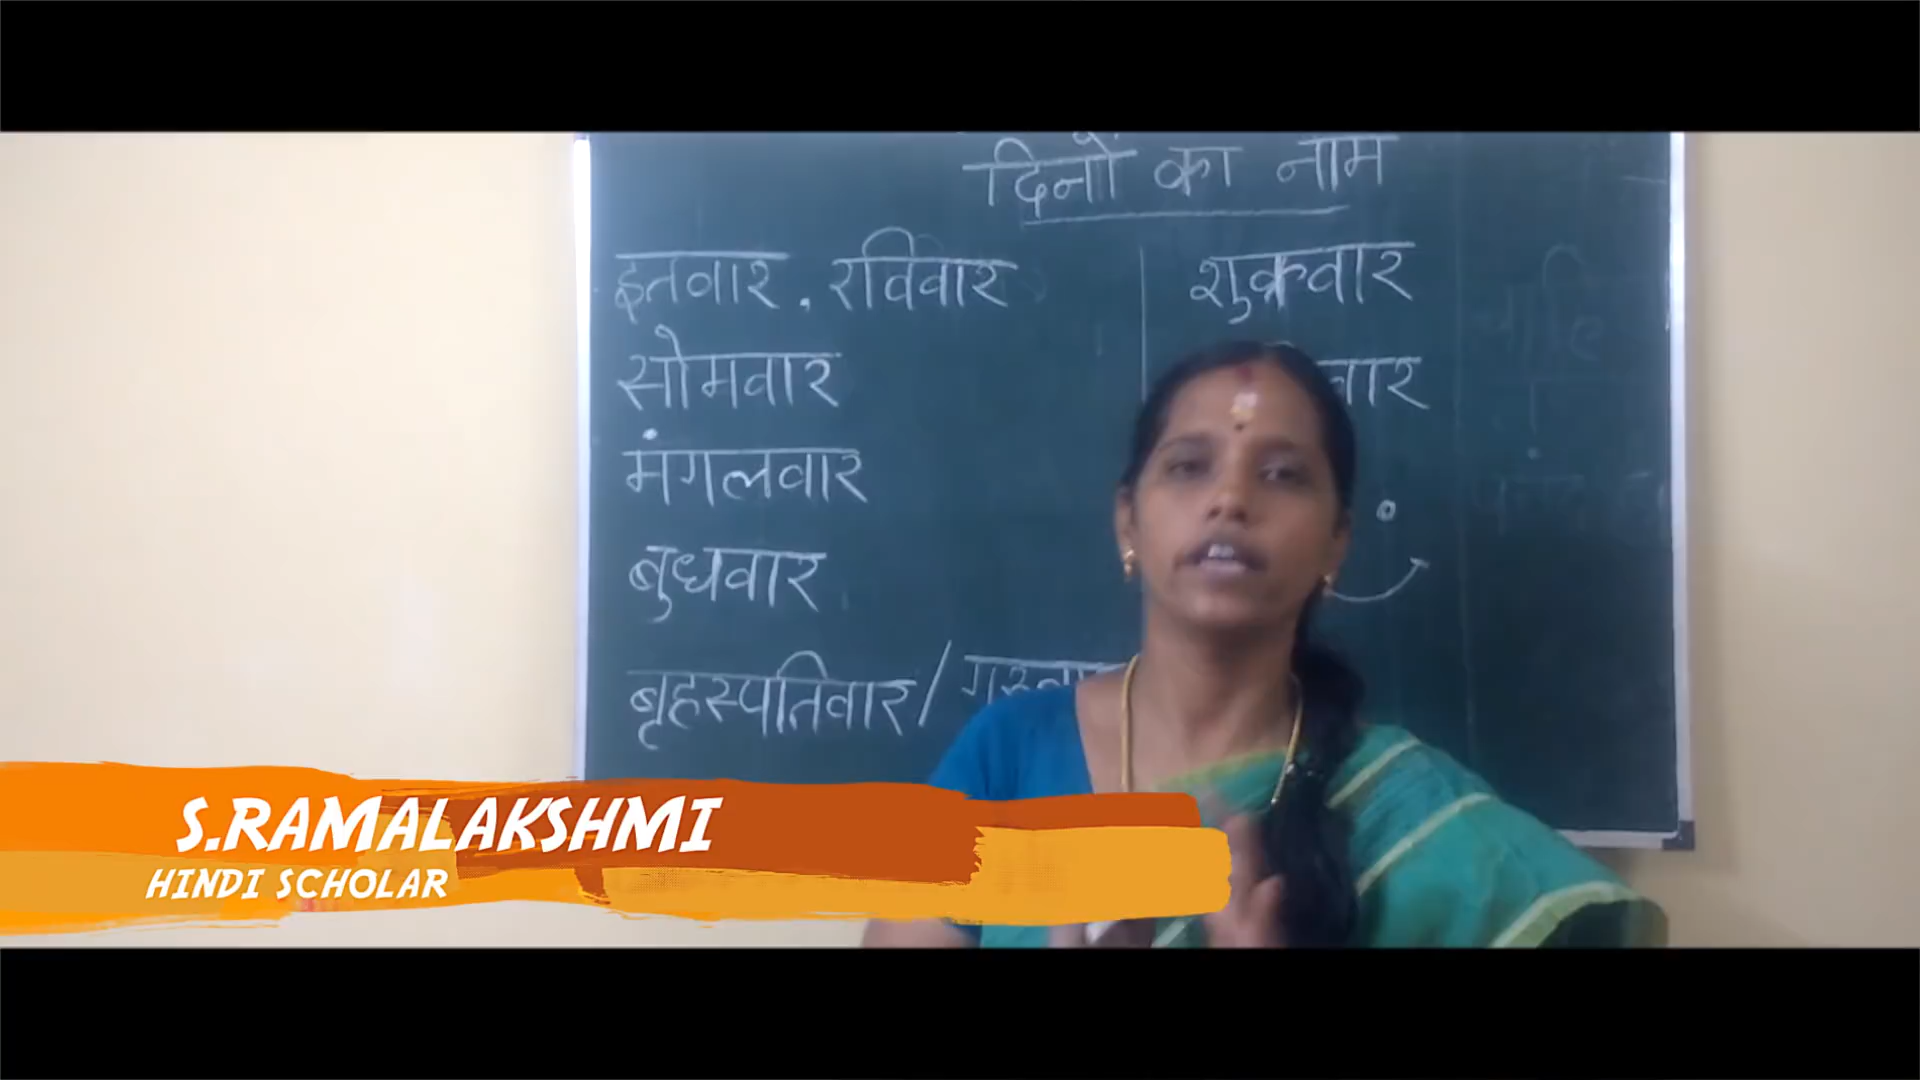 दिनों का नाम
इतवार . रविवार
सोमवार
मंगलवार
बुधवार
बृहस्पतिवार /
शुक्रवार
S.RAMALAKSHMI
HINDI SCHOLAR